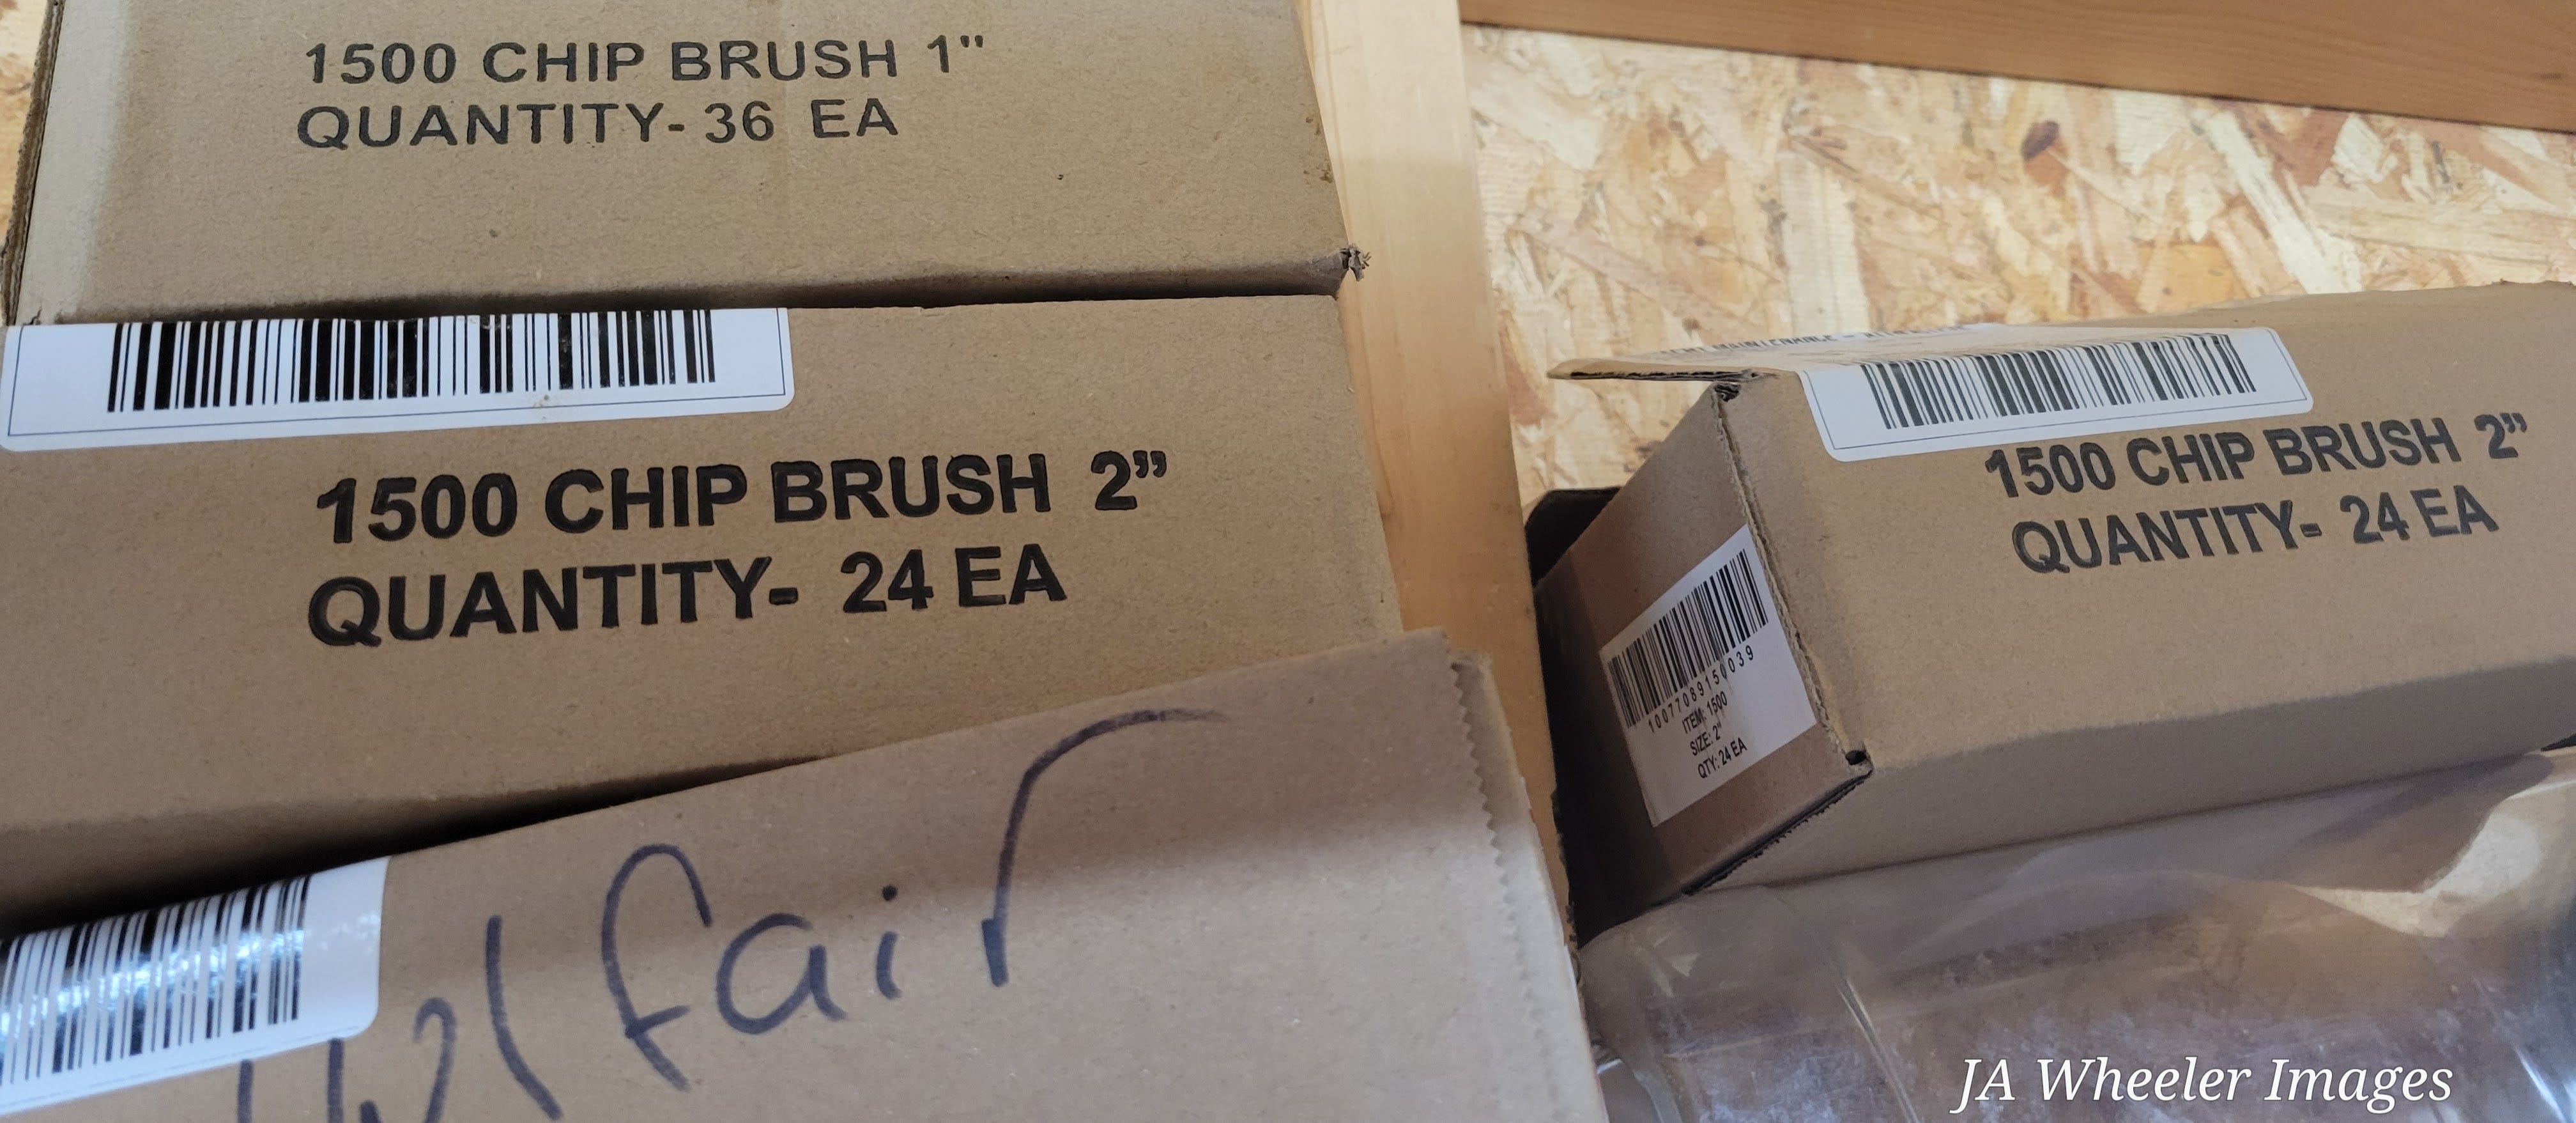 1500 CHIP BRUSH 1"
QUANTITY- 36 EA
1500 CHIP BRUSH 2”
QUANTITY- 24 EA
fair
1500 CHIP BRUSH 2”
QUANTITY- 24 EA
10077089150039
ITEM: 1500
SIZE: 2"
QTY: 24 EA
JA Wheeler Images